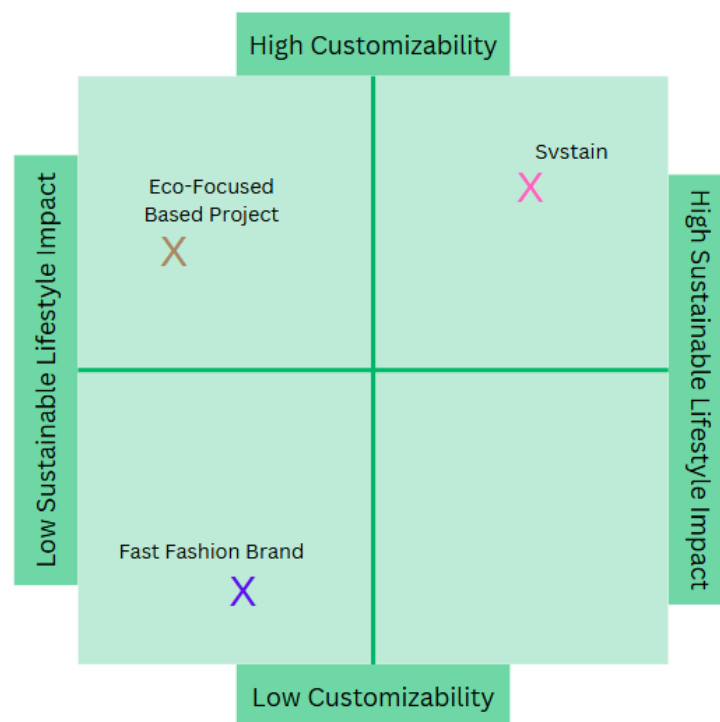 High Customizability
Svstain
X
Eco-Focused
Based Project
X
Low Sustainable Lifestyle Impact
High Sustainable Lifestyle Impact
Fast Fashion Brand
X
Low Customizability